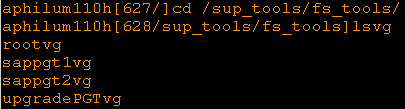 aphilum110h[627/]cd /sup_tools/fs_tools/
aphilum110h[628/sup_tools/fs_tools]lsvg
rootvg
sappgt1vg
sappgt2vg
upgradePGTvg